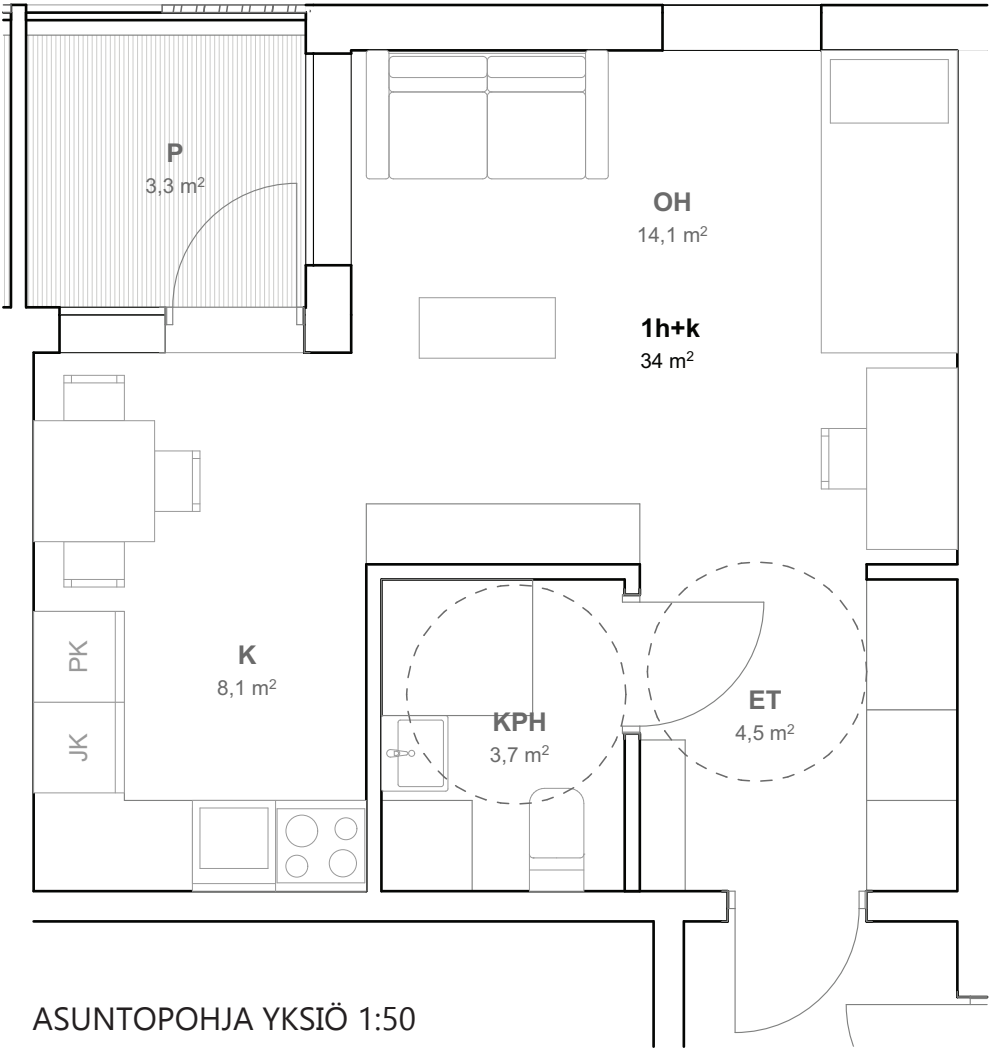 P
3,3 m²
OH
14,1 m²
1h+k
34 m²
PK
K
8,1 m²
JK
KPH
3,7 m²
ET
4,5 m²
ASUNTOPOHJA YKSIÖ 1:50